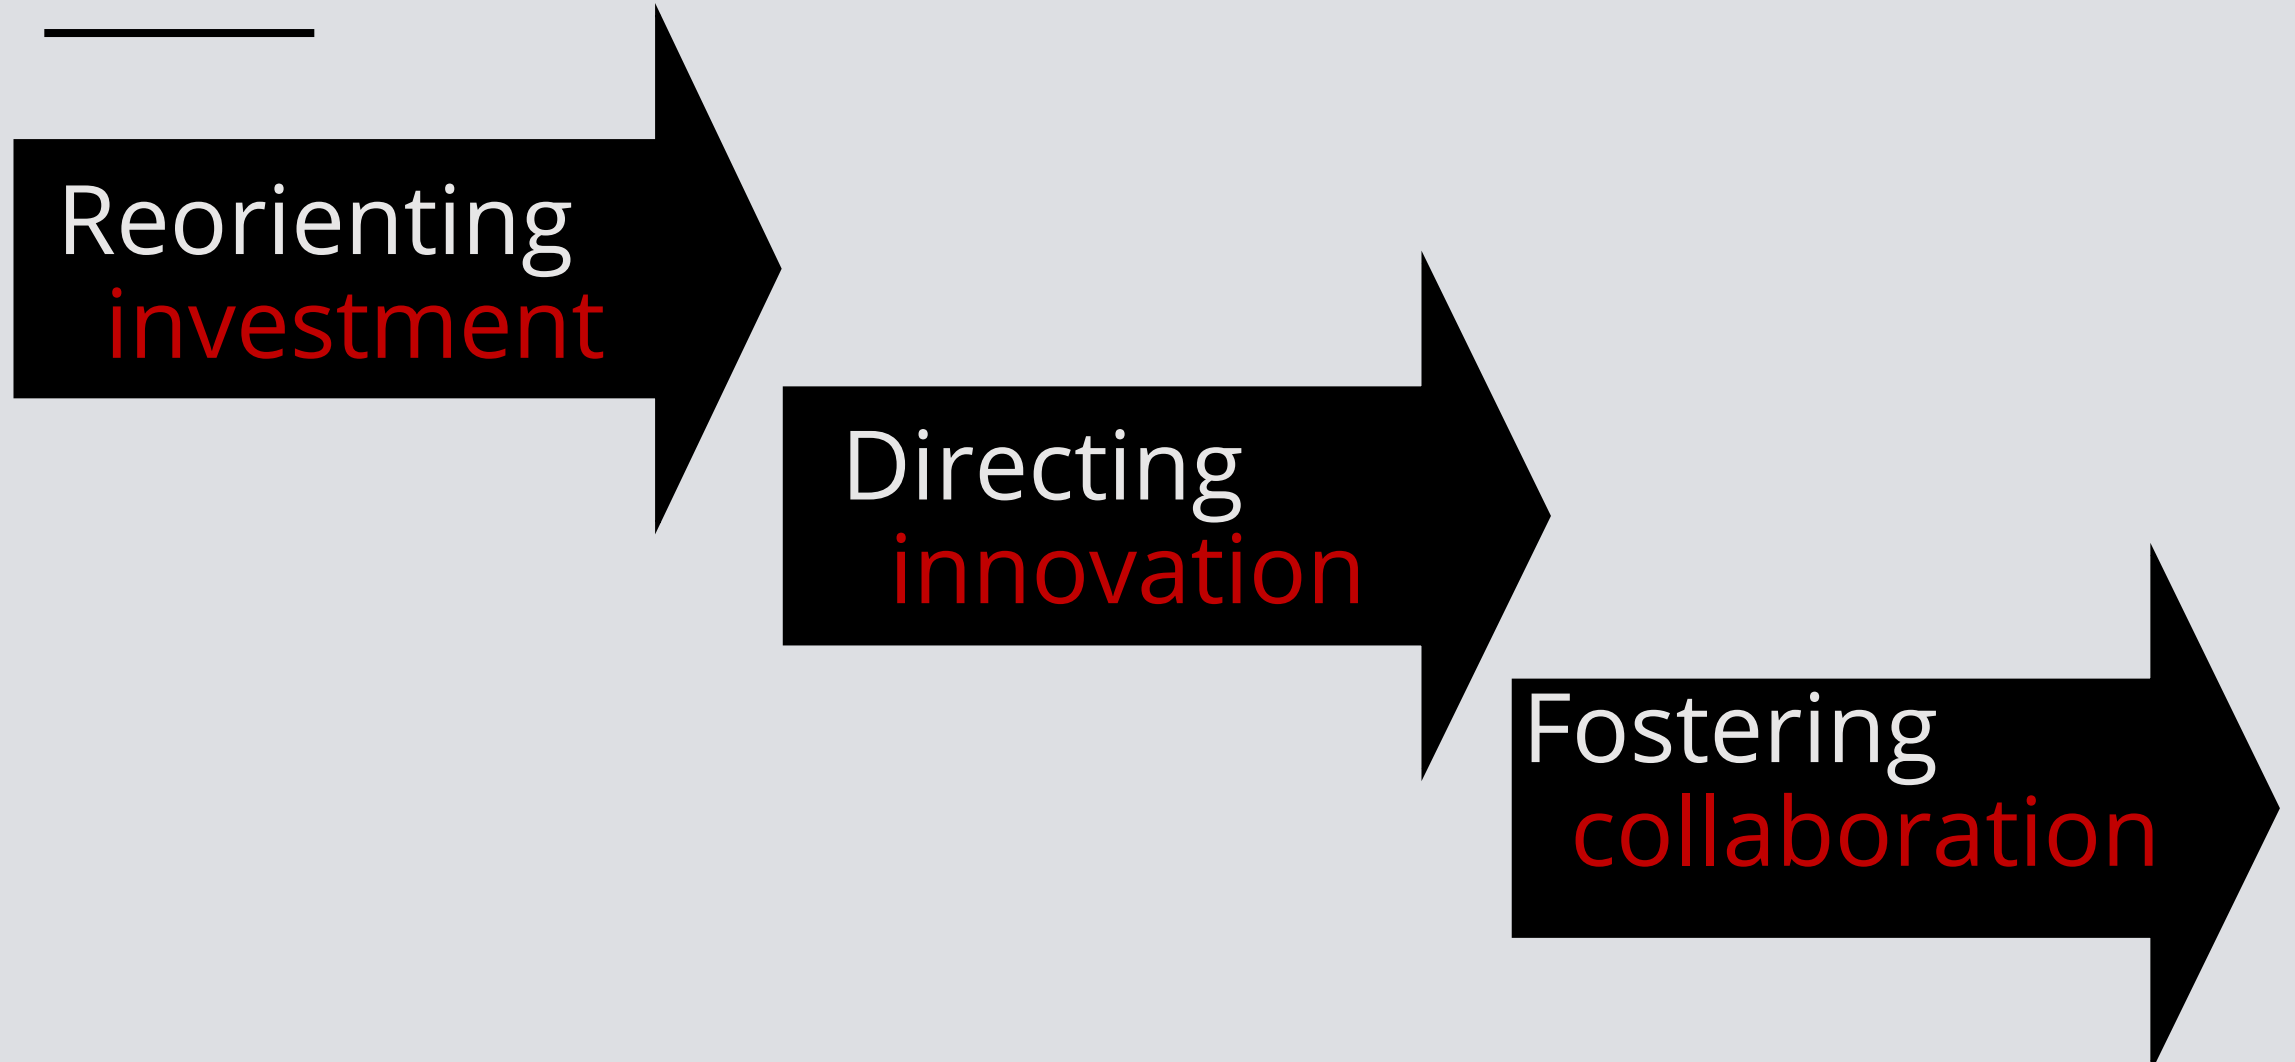 Reorienting
investment
Directing
innovation
Fostering
collaboration